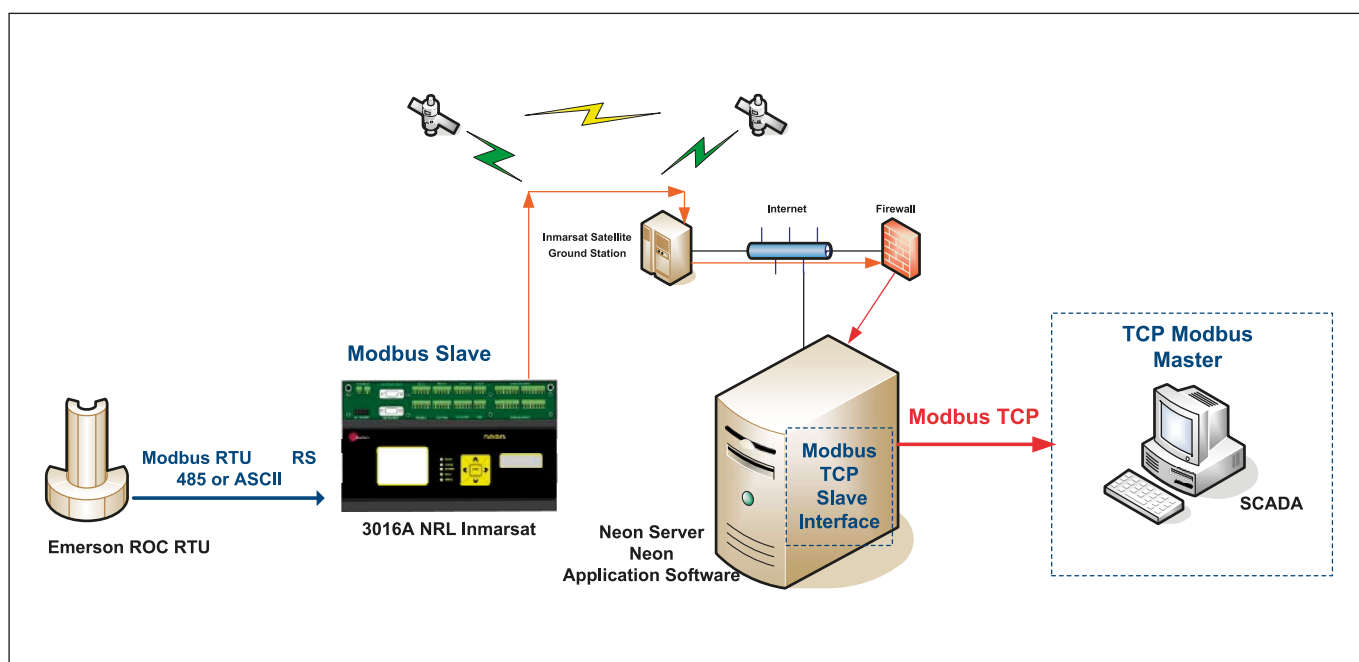 Internet
Firewall
Inmarsat Satellite
Ground Station
Modbus Slave
TCP Modbus
Master
neon
Modbus RTU RS
485 or ASCII
Modbus TCP
Modbus
TCP
Slave
Interface
SCADA
3016A NRL Inmarsat
Emerson ROC RTU
Neon Server
Neon
Application Software